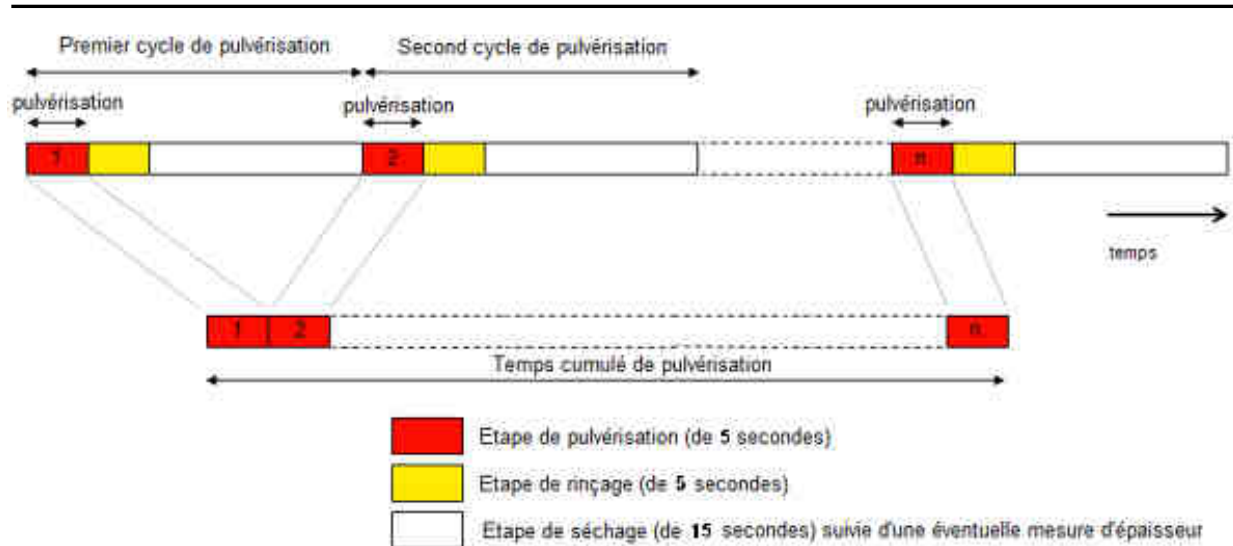 Premier cycle de pulvérisation
Second cycle de pulvérisation
pulvérisation
pulvérisation
pulvérisation
1
2
n
temps
1
2
n
Temps cumulé de pulvérisation
Etape de pulvérisation (de 5 secondes)
Etape de rinçage (de 5 secondes)
Etape de séchage (de 15 secondes) suivie d'une éventuelle mesure d'épaisseur